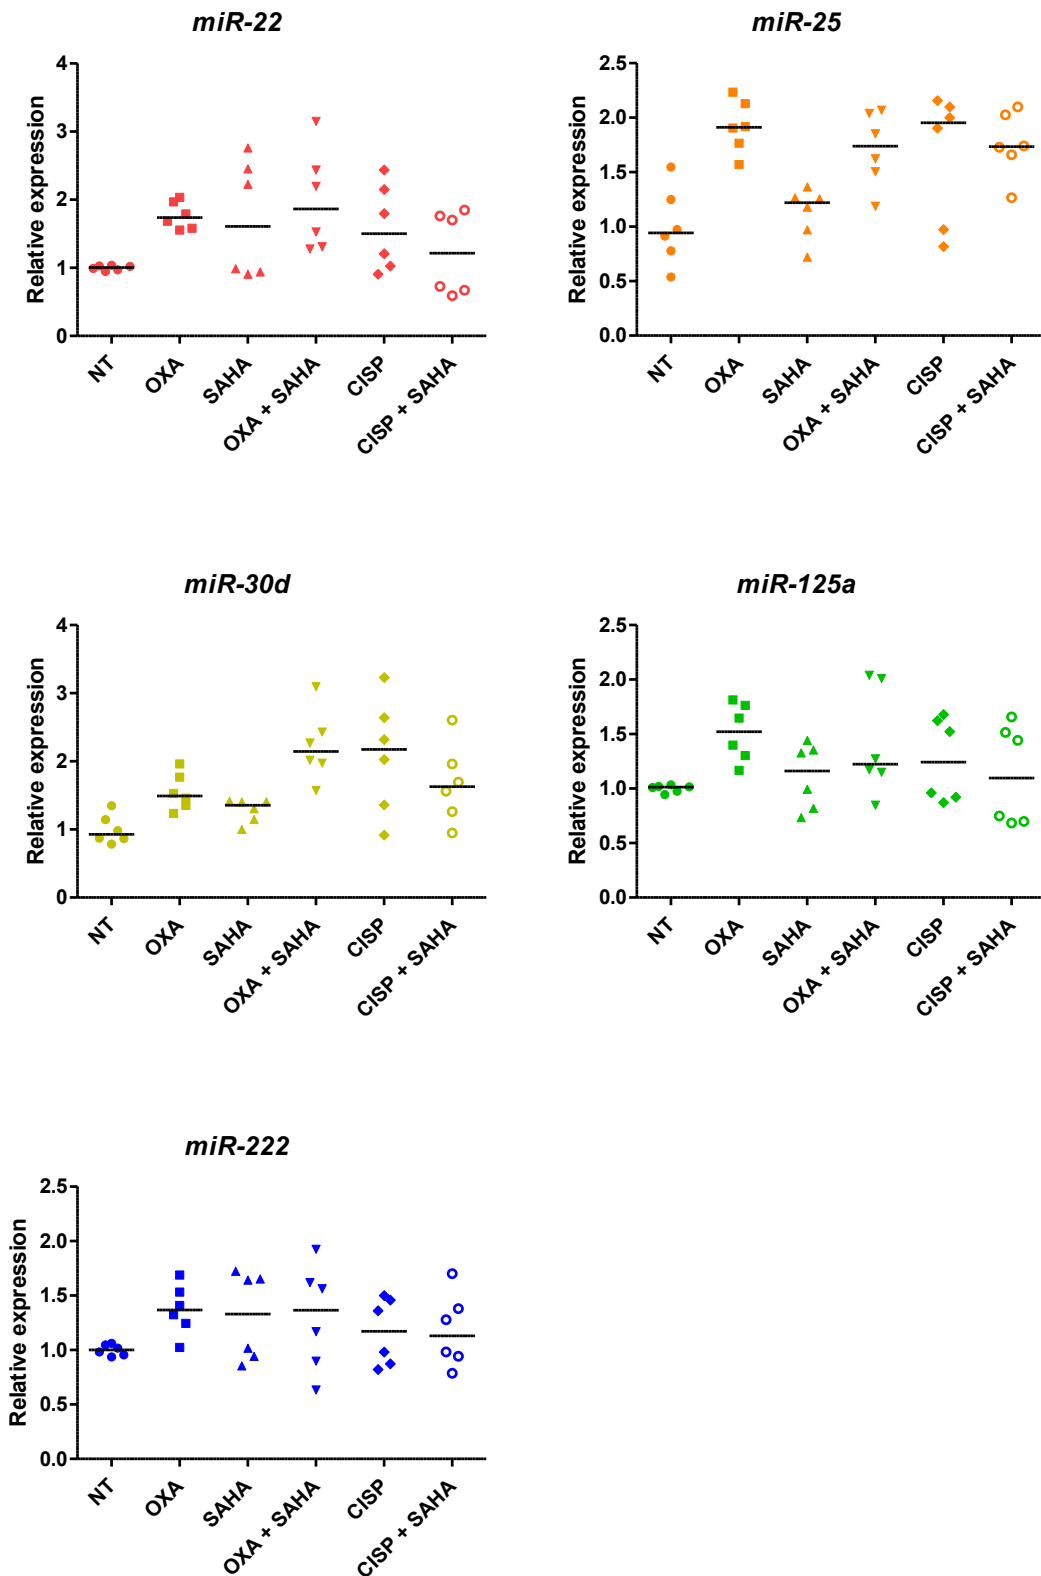 miR-22
Relative expression
4
3
2
1
0
NT
OXA
SAHA
OXA + SAHA
CISP
CISP + SAHA
miR-25
Relative expression
2.5
2.0
1.5
1.0
0.5
0.0
NT
OXA
SAHA
OXA + SAHA
CISP
CISP + SAHA
miR-30d
Relative expression
4
3
2
1
0
NT
OXA
SAHA
OXA + SAHA
CISP
CISP + SAHA
miR-125a
Relative expression
2.5
2.0
1.5
1.0
0.5
0.0
NT
OXA
SAHA
OXA + SAHA
CISP
CISP + SAHA
miR-222
Relative expression
2.5
2.0
1.5
1.0
0.5
0.0
NT
OXA
SAHA
OXA + SAHA
CISP
CISP + SAHA